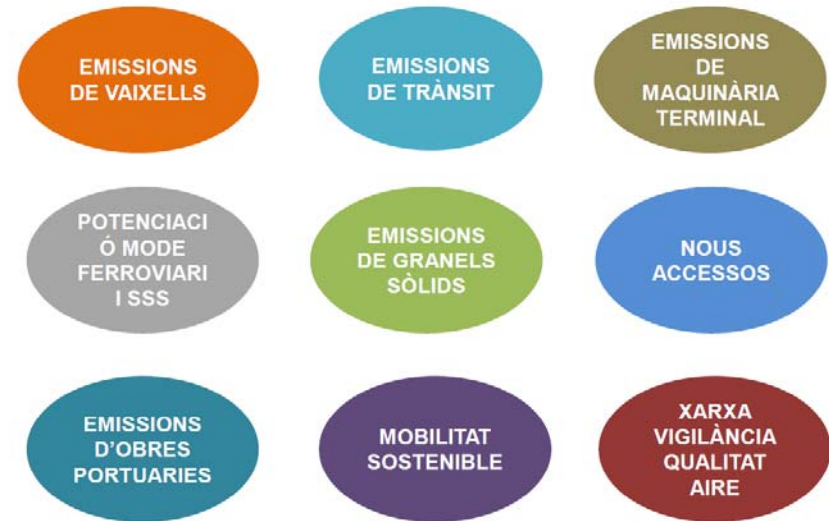 EMISSIONS
DE VAIXELLS
EMISSIONS
DE TRÀNSIT
EMISSIONS
DE
MAQUINÀRIA
TERMINAL
POTENCIACI
Ó MODE
FERROVIARI
I SSS
EMISSIONS
DE GRANELS
SÒLIDS
NOUS
ACCESSOS
EMISSIONS
D’OBRES
PORTUARIES
MOBILITAT
SOSTENIBLE
XARXA
VIGILÀNCIA
QUALITAT
AIRE